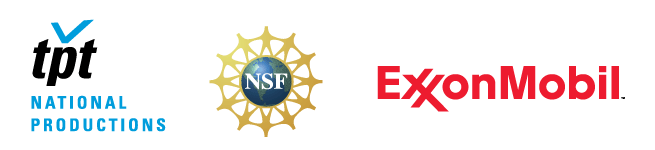 tpt
NATIONAL
PRODUCTIONS
NSF
ExxonMobil